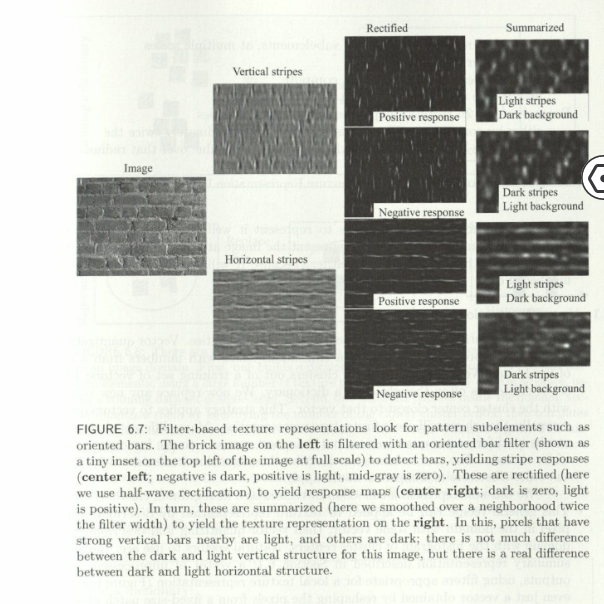 Rectified
Summarized
Vertical stripes
Light stripes
Dark background
Positive response
Image
Dark stripes
Light background
Negative response
Horizontal stripes
Light stripes
Dark background
Positive response
Dark stripes
Light background
Negative response
FIGURE 6.7: Filter-based texture representations look for pattern subelements such as
oriented bars. The brick image on the left is filtered with an oriented bar filter (shown as
a tiny inset on the top left of the image at full scale) to detect bars, yielding stripe responses
(center left; negative is dark, positive is light, mid-gray is zero). These are rectified (here
we use half-wave rectification) to yield response maps (center right; dark is zero, light
is positive). In turn, these are summarized (here we smoothed over a neighborhood twice
the filter width) to yield the texture representation on the right. In this, pixels that have
strong vertical bars nearby are light, and others are dark; there is not much difference
between the dark and light vertical structure for this image, but there is a real difference
between dark and light horizontal structure.